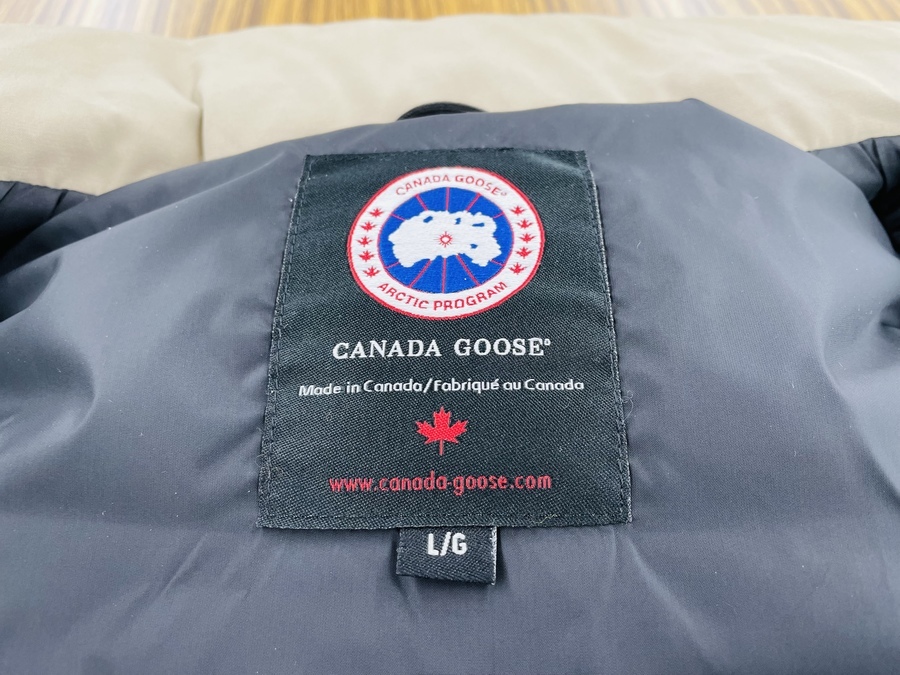 CANADA GOOSE®
ARCTIC PROGRAM
CANADA GOOSE®
Made in Canada/Fabriqué au Canada
www.canada-goose.com
L/G